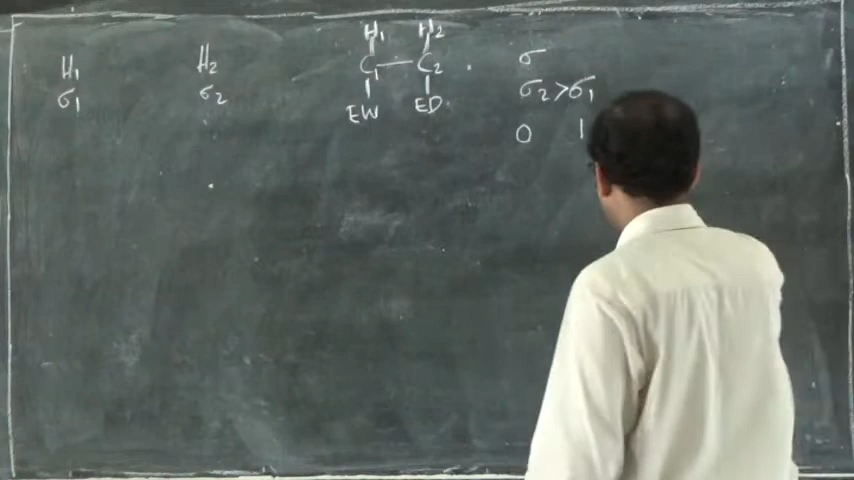 H₁ H₂
σ₁ σ₂
H₁ H₂
C₁ — C₂
EW ED
σ
σ₂ > σ₁
0 1